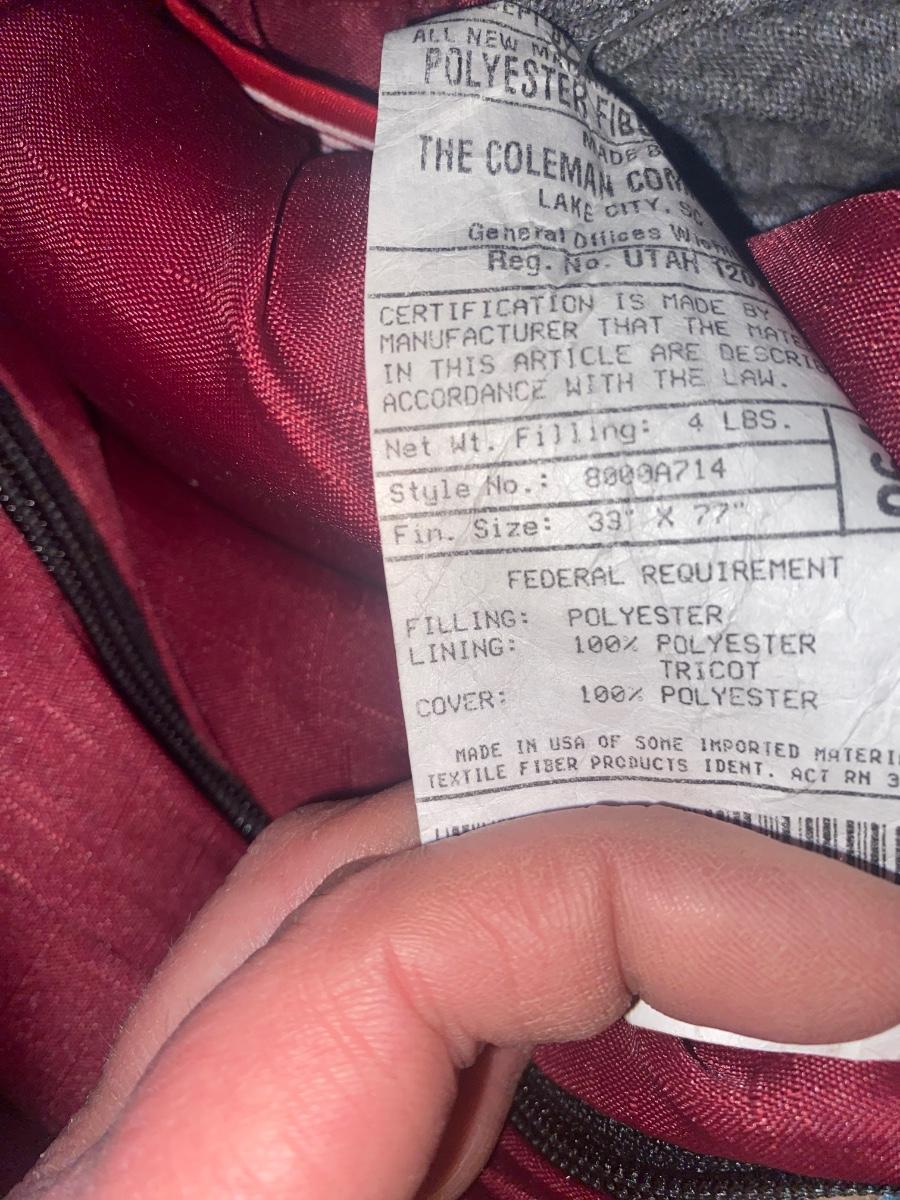 ALL NEW
POLYESTER
MADE
THE COLEMAN
LAKE CITY, SC
General Offices
Reg. No. UTAH
CERTIFICATION IS MADE BY
MANUFACTURER THAT THE
IN THIS ARTICLE ARE
ACCORDANCE WITH THE LAW.
Net Wt. Filling: 4 LBS.
Style No.: 8000A714
Fin. Size: 33" X 77"
FEDERAL REQUIREMENT
FILLING: POLYESTER
LINING: 100% POLYESTER
TRICOT
COVER: 100% POLYESTER
MADE IN USA OF SOME IMPORTED
TEXTILE FIBER PRODUCTS IDENT. ACT RN